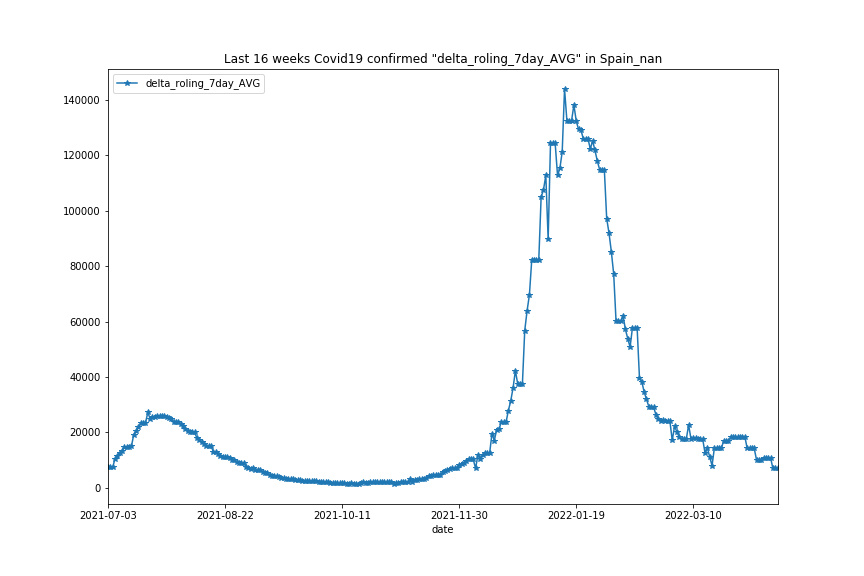 Last 16 weeks Covid19 confirmed "delta_roling_7day_AVG" in Spain_nan
delta_roling_7day_AVG
140000
120000
100000
80000
60000
40000
20000
0
2021-07-03 2021-08-22 2021-10-11 2021-11-30 2022-01-19 2022-03-10
date